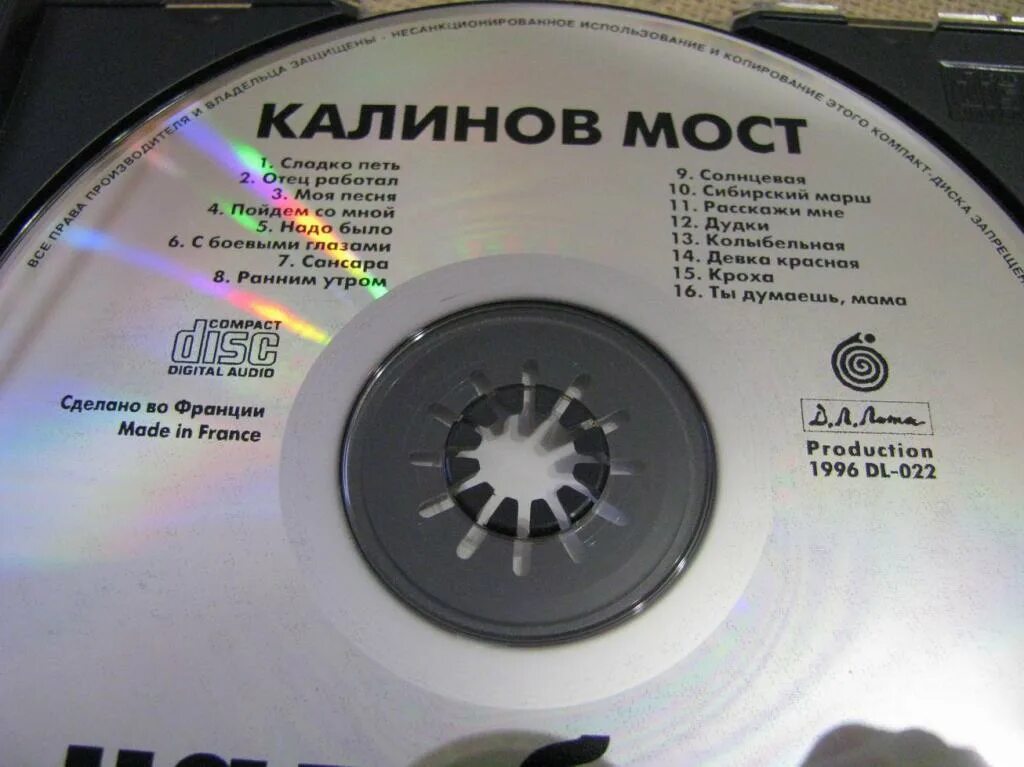 ВСЕ ПРАВА ПРОИЗВОДИТЕЛЯ И ВЛАДЕЛЬЦА ЗАЩИЩЕНЫ - НЕСАНКЦИОНИРОВАННОЕ ИСПОЛЬЗОВАНИЕ И КОПИРОВАНИЕ ЭТОГО КОМПАКТ-ДИСКА ЗАПРЕЩЕН
КАЛИНОВ МОСТ
1. Сладко петь
2. Отец работал
3. Моя песня
4. Пойдем со мной
5. Надо было
6. С боевыми глазами
7. Сансара
8. Ранним утром
9. Солнцевая
10. Сибирский марш
11. Расскажи мне
12. Дудки
13. Колыбельная
14. Девка красная
15. Кроха
16. Ты думаешь, мама
COMPACT
disc
DIGITAL AUDIO
Сделано во Франции
Made in France
Д.Л.Лота
Production
1996 DL-022